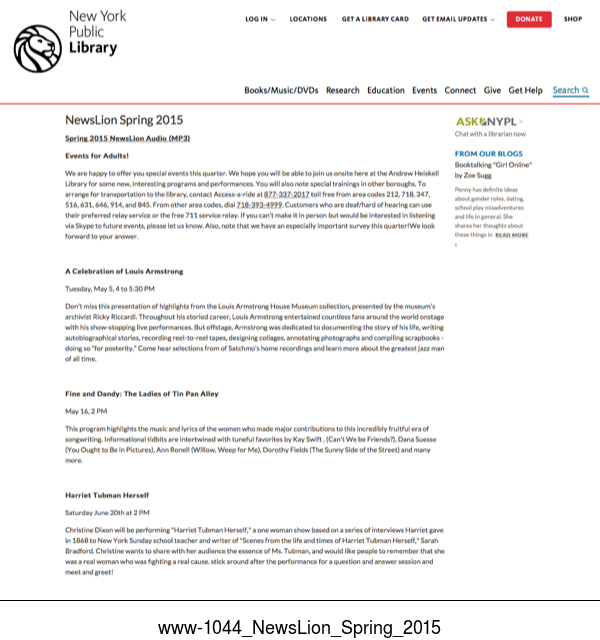 New York
Public
Library
LOG IN
LOCATIONS
GET A LIBRARY CARD
GET EMAIL UPDATES
DONATE
SHOP
Books/Music/DVDs Research Education Events Connect Give Get Help Search
NewsLion Spring 2015
Spring 2015 NewsLion Audio (MP3)
Events for Adults!
We are happy to offer you special events this quarter. We hope you will be able to join us onsite here at the Andrew Heiskell
Library for some new, interesting programs and performances. You will also note special trainings in other boroughs. To
arrange for transportation to the library, contact Access-a-ride at 877-337-2017 toll free from area codes 212, 718, 347,
516, 631, 646, 914, and 845. From other area codes, dial 718-393-4999. Customers who are deaf/hard of hearing can use
their preferred relay service or the free 711 service relay. If you can't make it in person but would be interested in listening
via Skype to future events, please let us know. Also, note that we have an especially important survey this quarter!We look
forward to your answer.
A Celebration of Louis Armstrong
Tuesday, May 5, 4 to 5:30 PM
Don't miss this presentation of highlights from the Louis Armstrong House Museum collection, presented by the museum's
archivist Ricky Riccardi. Throughout his storied career, Louis Armstrong entertained countless fans around the world onstage
with his show-stopping live performances. But offstage, Armstrong was dedicated to documenting the story of his life, writing
autobiographical stories, recording reel-to-reel tapes, designing collages, annotating photographs and compiling scrapbooks -
doing so "for posterity." Come hear selections from of Satchmo's home recordings and learn more about the greatest jazz man
of all time.
Fine and Dandy: The Ladies of Tin Pan Alley
May 16, 2 PM
This program highlights the music and lyrics of the women who made major contributions to this incredibly fruitful era of
songwriting. Informational tidbits are intertwined with tuneful favorites by Kay Swift , (Can't We be Friends?), Dana Suesse
(You Ought to Be in Pictures), Ann Ronell (Willow, Weep for Me), Dorothy Fields (The Sunny Side of the Street) and many
more.
Harriet Tubman Herself
Saturday June 20th at 2 PM
Christine Dixon will be performing "Harriet Tubman Herself," a one woman show based on a series of interviews Harriet gave
in 1868 to New York Sunday school teacher and writer of "Scenes from the life and times of Harriet Tubman Herself," Sarah
Bradford. Christine wants to share with her audience the essence of Ms. Tubman, and would like people to remember that she
was a real woman who was fighting a real cause. stick around after the performance for a question and answer session and
meet and greet!
ASK NYPL
Chat with a librarian now
FROM OUR BLOGS
Booktalking "Girl Online"
by Zoe Sugg
Penny has definite ideas
about gender roles, dating,
school play misadventures
and life in general. She
shares her thoughts about
these things in READ MORE
www-1044_NewsLion_Spring_2015